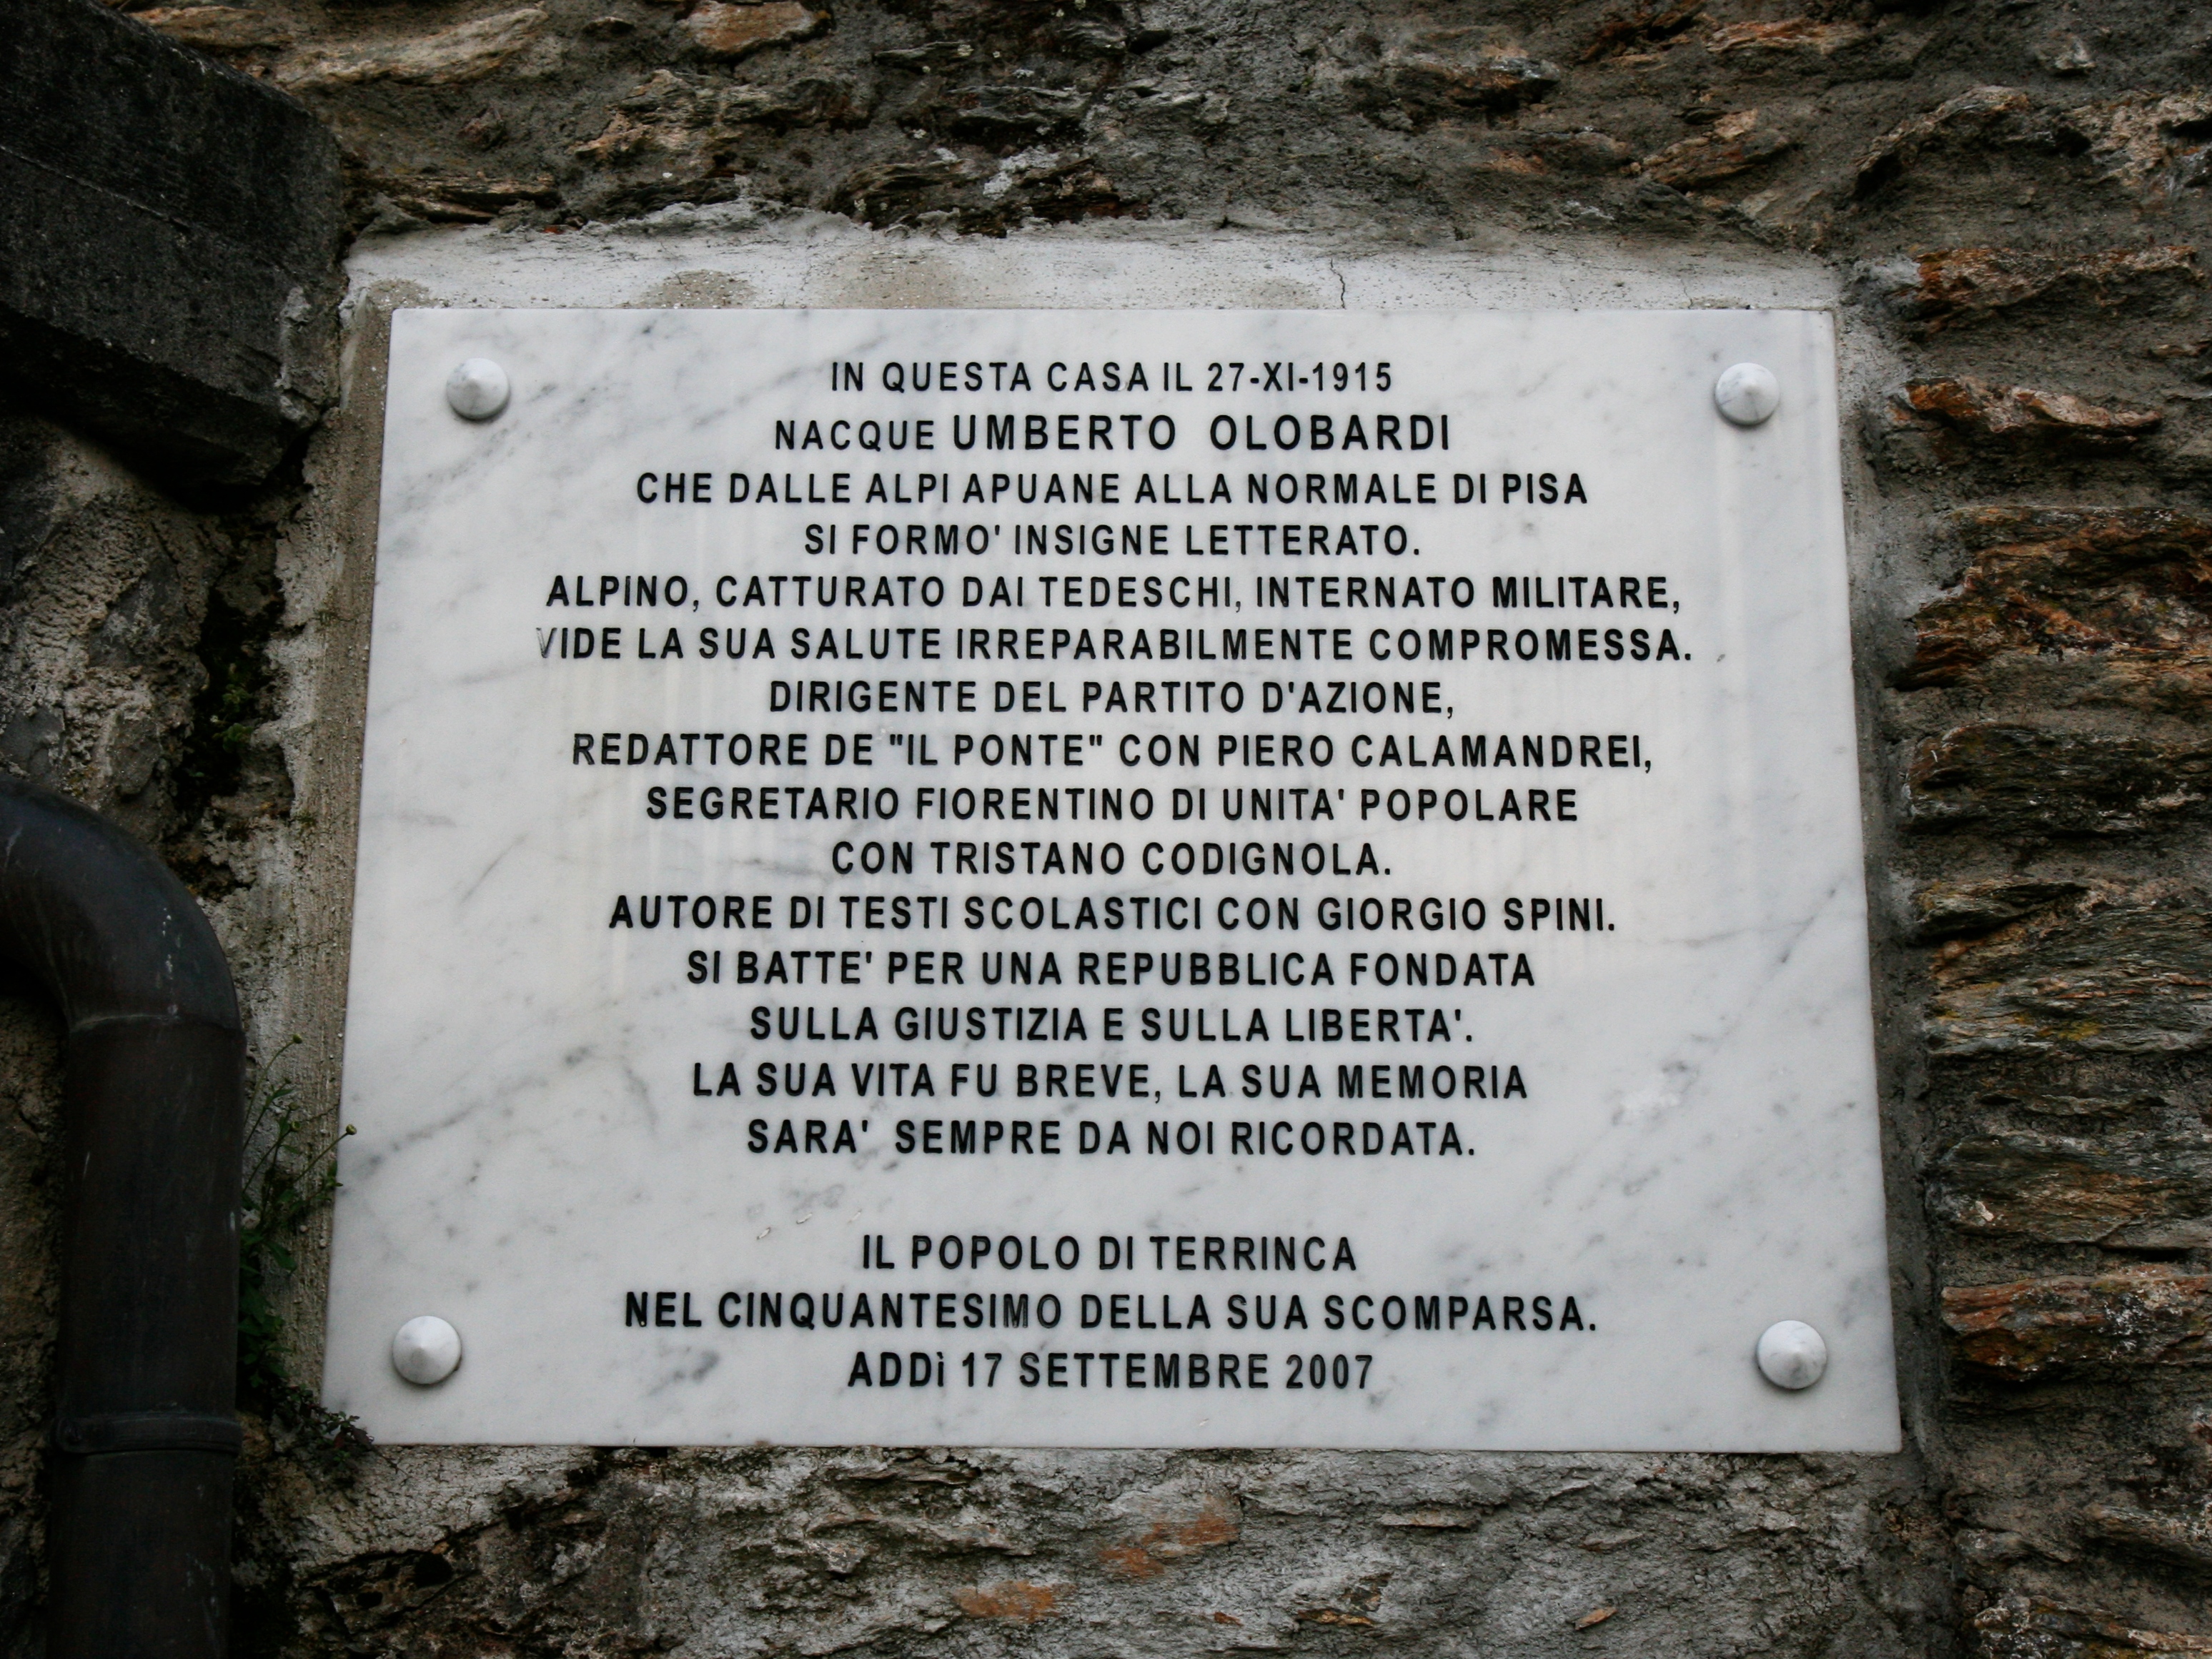 IN QUESTA CASA IL 27-XI-1915
NACQUE UMBERTO OLOBARDI
CHE DALLE ALPI APUANE ALLA NORMALE DI PISA
SI FORMO' INSIGNE LETTERATO.
ALPINO, CATTURATO DAI TEDESCHI, INTERNATO MILITARE,
VIDE LA SUA SALUTE IRREPARABILMENTE COMPROMESSA.
DIRIGENTE DEL PARTITO D'AZIONE,
REDATTORE DE "IL PONTE" CON PIERO CALAMANDREI,
SEGRETARIO FIORENTINO DI UNITA' POPOLARE
CON TRISTANO CODIGNOLA.
AUTORE DI TESTI SCOLASTICI CON GIORGIO SPINI.
SI BATTE' PER UNA REPUBBLICA FONDATA
SULLA GIUSTIZIA E SULLA LIBERTA'.
LA SUA VITA FU BREVE, LA SUA MEMORIA
SARA' SEMPRE DA NOI RICORDATA.
IL POPOLO DI TERRINCA
NEL CINQUANTESIMO DELLA SUA SCOMPARSA.
ADDì 17 SETTEMBRE 2007